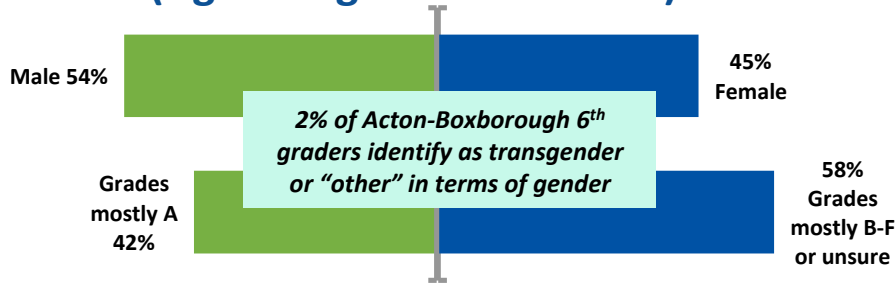 Male 54%
45%
Female
2% of Acton-Boxborough 6th
graders identify as transgender
or “other” in terms of gender
Grades
mostly A
42%
58%
Grades
mostly B-F
or unsure